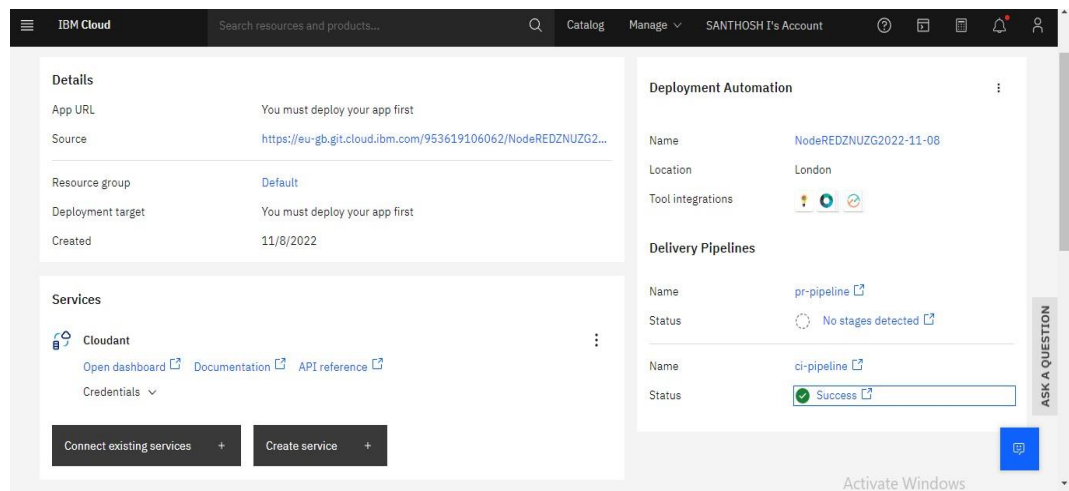 IBM Cloud
Search resources and products...
Catalog
Manage
SANTHOSH I's Account
Details
App URL
You must deploy your app first
Source
https://eu-gb.git.cloud.ibm.com/953619106062/NodeREDZNUZG2...
Resource group
Default
Deployment target
You must deploy your app first
Created
11/8/2022
Services
Cloudant
Open dashboard
Documentation
API reference
Credentials
Connect existing services +
Create service +
Deployment Automation
Name
NodeREDZNUZG2022-11-08
Location
London
Tool integrations
Delivery Pipelines
Name
pr-pipeline
Status
No stages detected
Name
ci-pipeline
Status
Success
ASK A QUESTION
Activate Windows